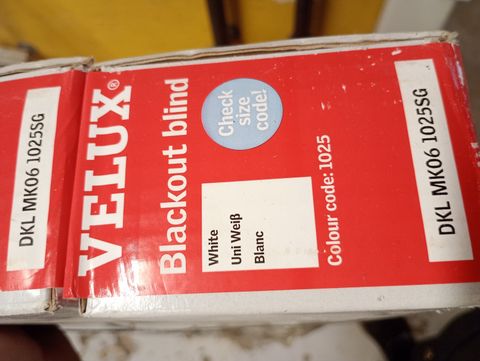 DKL MK06 1025SG
VELUX®
Blackout blind
Check
size
code!
White
Uni Weiß
Blanc
Colour code: 1025
DKL MK06 1025SG